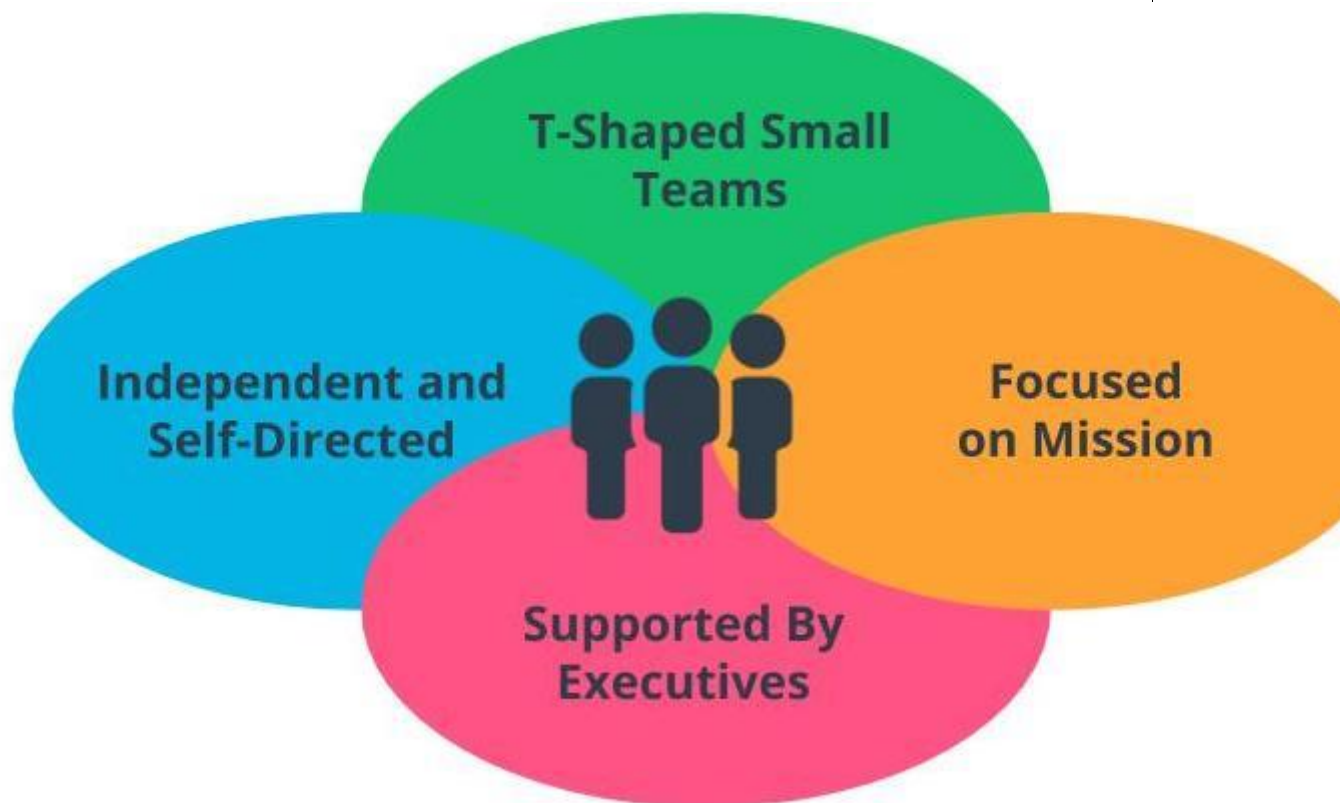 T-Shaped Small
Teams
Independent and
Self-Directed
Focused
on Mission
Supported By
Executives